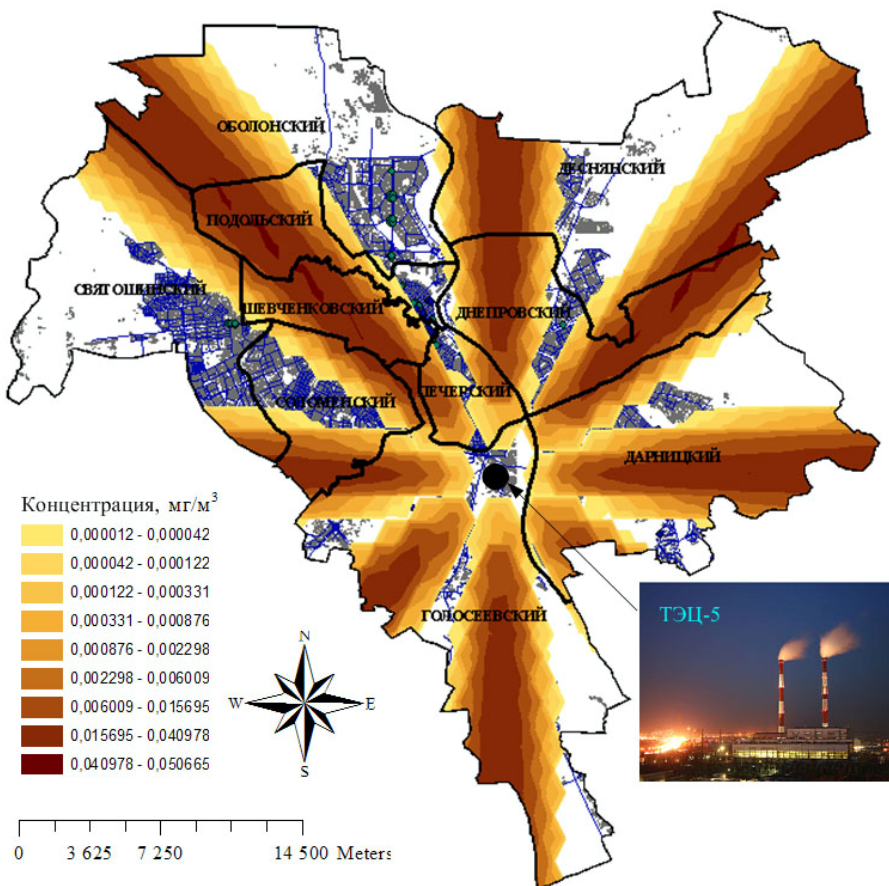 ОБОЛОНСКИЙ
ДЕСНЯНСКИЙ
ПОДОЛЬСКИЙ
СВЯТОШИНСКИЙ
ШЕВЧЕНКОВСКИЙ
ДНЕПРОВСКИЙ
ПЕЧЕРСКИЙ
СОЛОМЕНСКИЙ
ДАРНИЦКИЙ
ГОЛОСЕЕВСКИЙ
Концентрация, мг/м³
0,000012 - 0,000042
0,000042 - 0,000122
0,000122 - 0,000331
0,000331 - 0,000876
0,000876 - 0,002298
0,002298 - 0,006009
0,006009 - 0,015695
0,015695 - 0,040978
0,040978 - 0,050665
N
W E
S
ТЭЦ-5
0 3 625 7 250 14 500 Meters